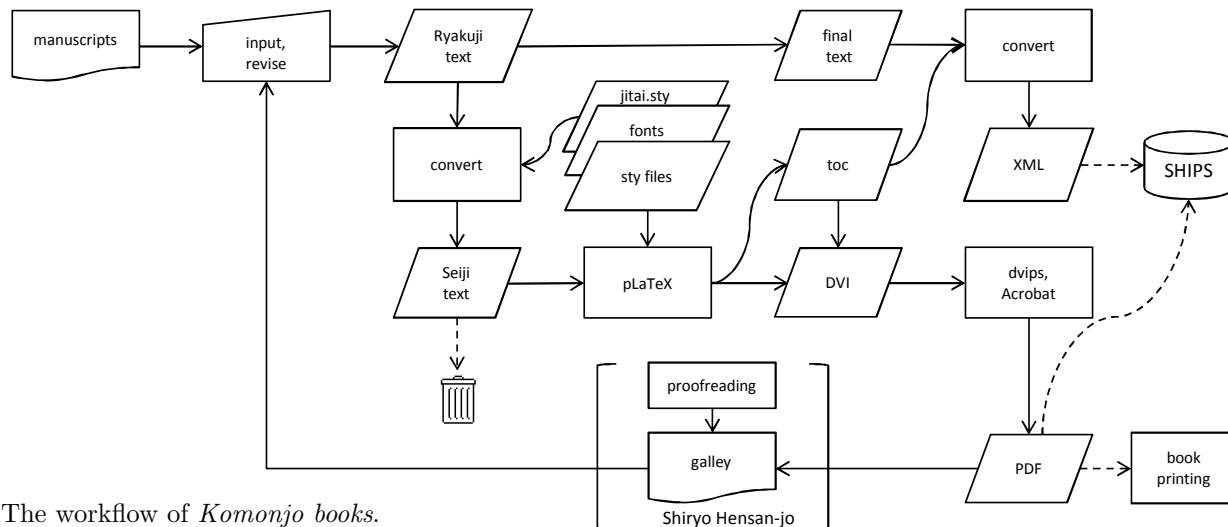 manuscripts
input,
revise
Ryakuji
text
final
text
convert
jitai.sty
fonts
sty files
convert
toc
XML
SHIPS
Seiji
text
pLaTeX
DVI
dvips,
Acrobat
proofreading
galley
PDF
book
printing
Shiryo Hensan-jo
The workflow of Komonjo books.